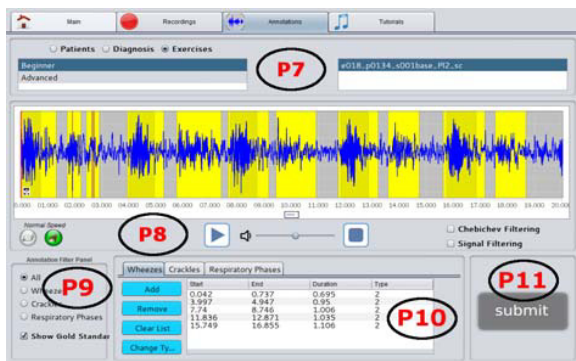 Main Recordings Annotations Tutorials
Patients Diagnosis Exercises
Beginner
Advanced
P7
e018_p0134_s001base_Pl2_sc
0.000 01.000 02.000 03.000 04.000 05.000 06.000 07.000 08.000 09.000 10.000 11.000 12.000 13.000 14.000 15.000 16.000 17.000 18.000 19.000 20.00
Normal Speed
P8
Chebichev Filtering
Signal Filtering
Annotation Filter Panel
All
Wheeze
Crackle
Respiratory Phases
Show Gold Standar
P9
Wheezes Crackles Respiratory Phases
Add
Remove
Clear List
Change Ty...
Start End Duration Type
0.042 0.737 0.695 2
3.997 4.947 0.95 2
7.74 8.746 1.006 2
11.836 12.871 1.035 2
15.749 16.855 1.106 2
P10
P11
submit